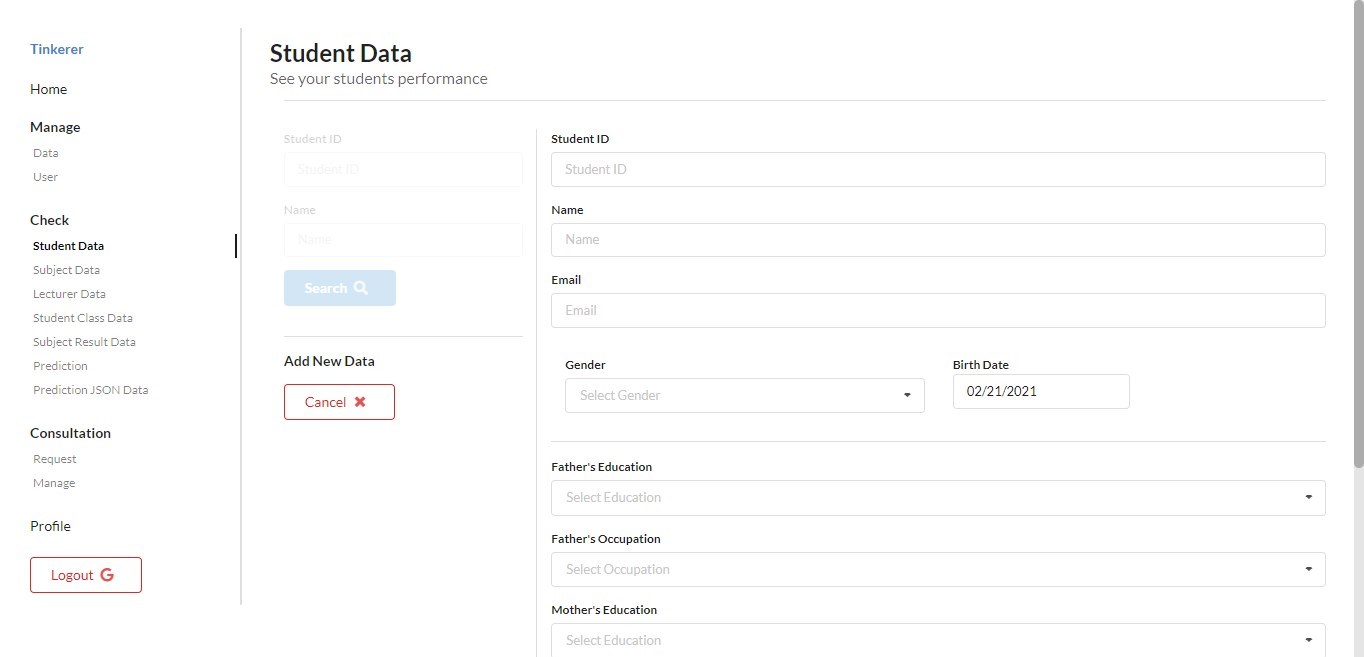 Tinkerer
Home
Manage
Data
User
Check
Student Data
Subject Data
Lecturer Data
Student Class Data
Subject Result Data
Prediction
Prediction JSON Data
Consultation
Request
Manage
Profile
Logout
Student Data
See your students performance
Student ID
Student ID
Name
Name
Search
Add New Data
Cancel
Student ID
Student ID
Name
Name
Email
Email
Gender
Select Gender
Birth Date
02/21/2021
Father's Education
Select Education
Father's Occupation
Select Occupation
Mother's Education
Select Education